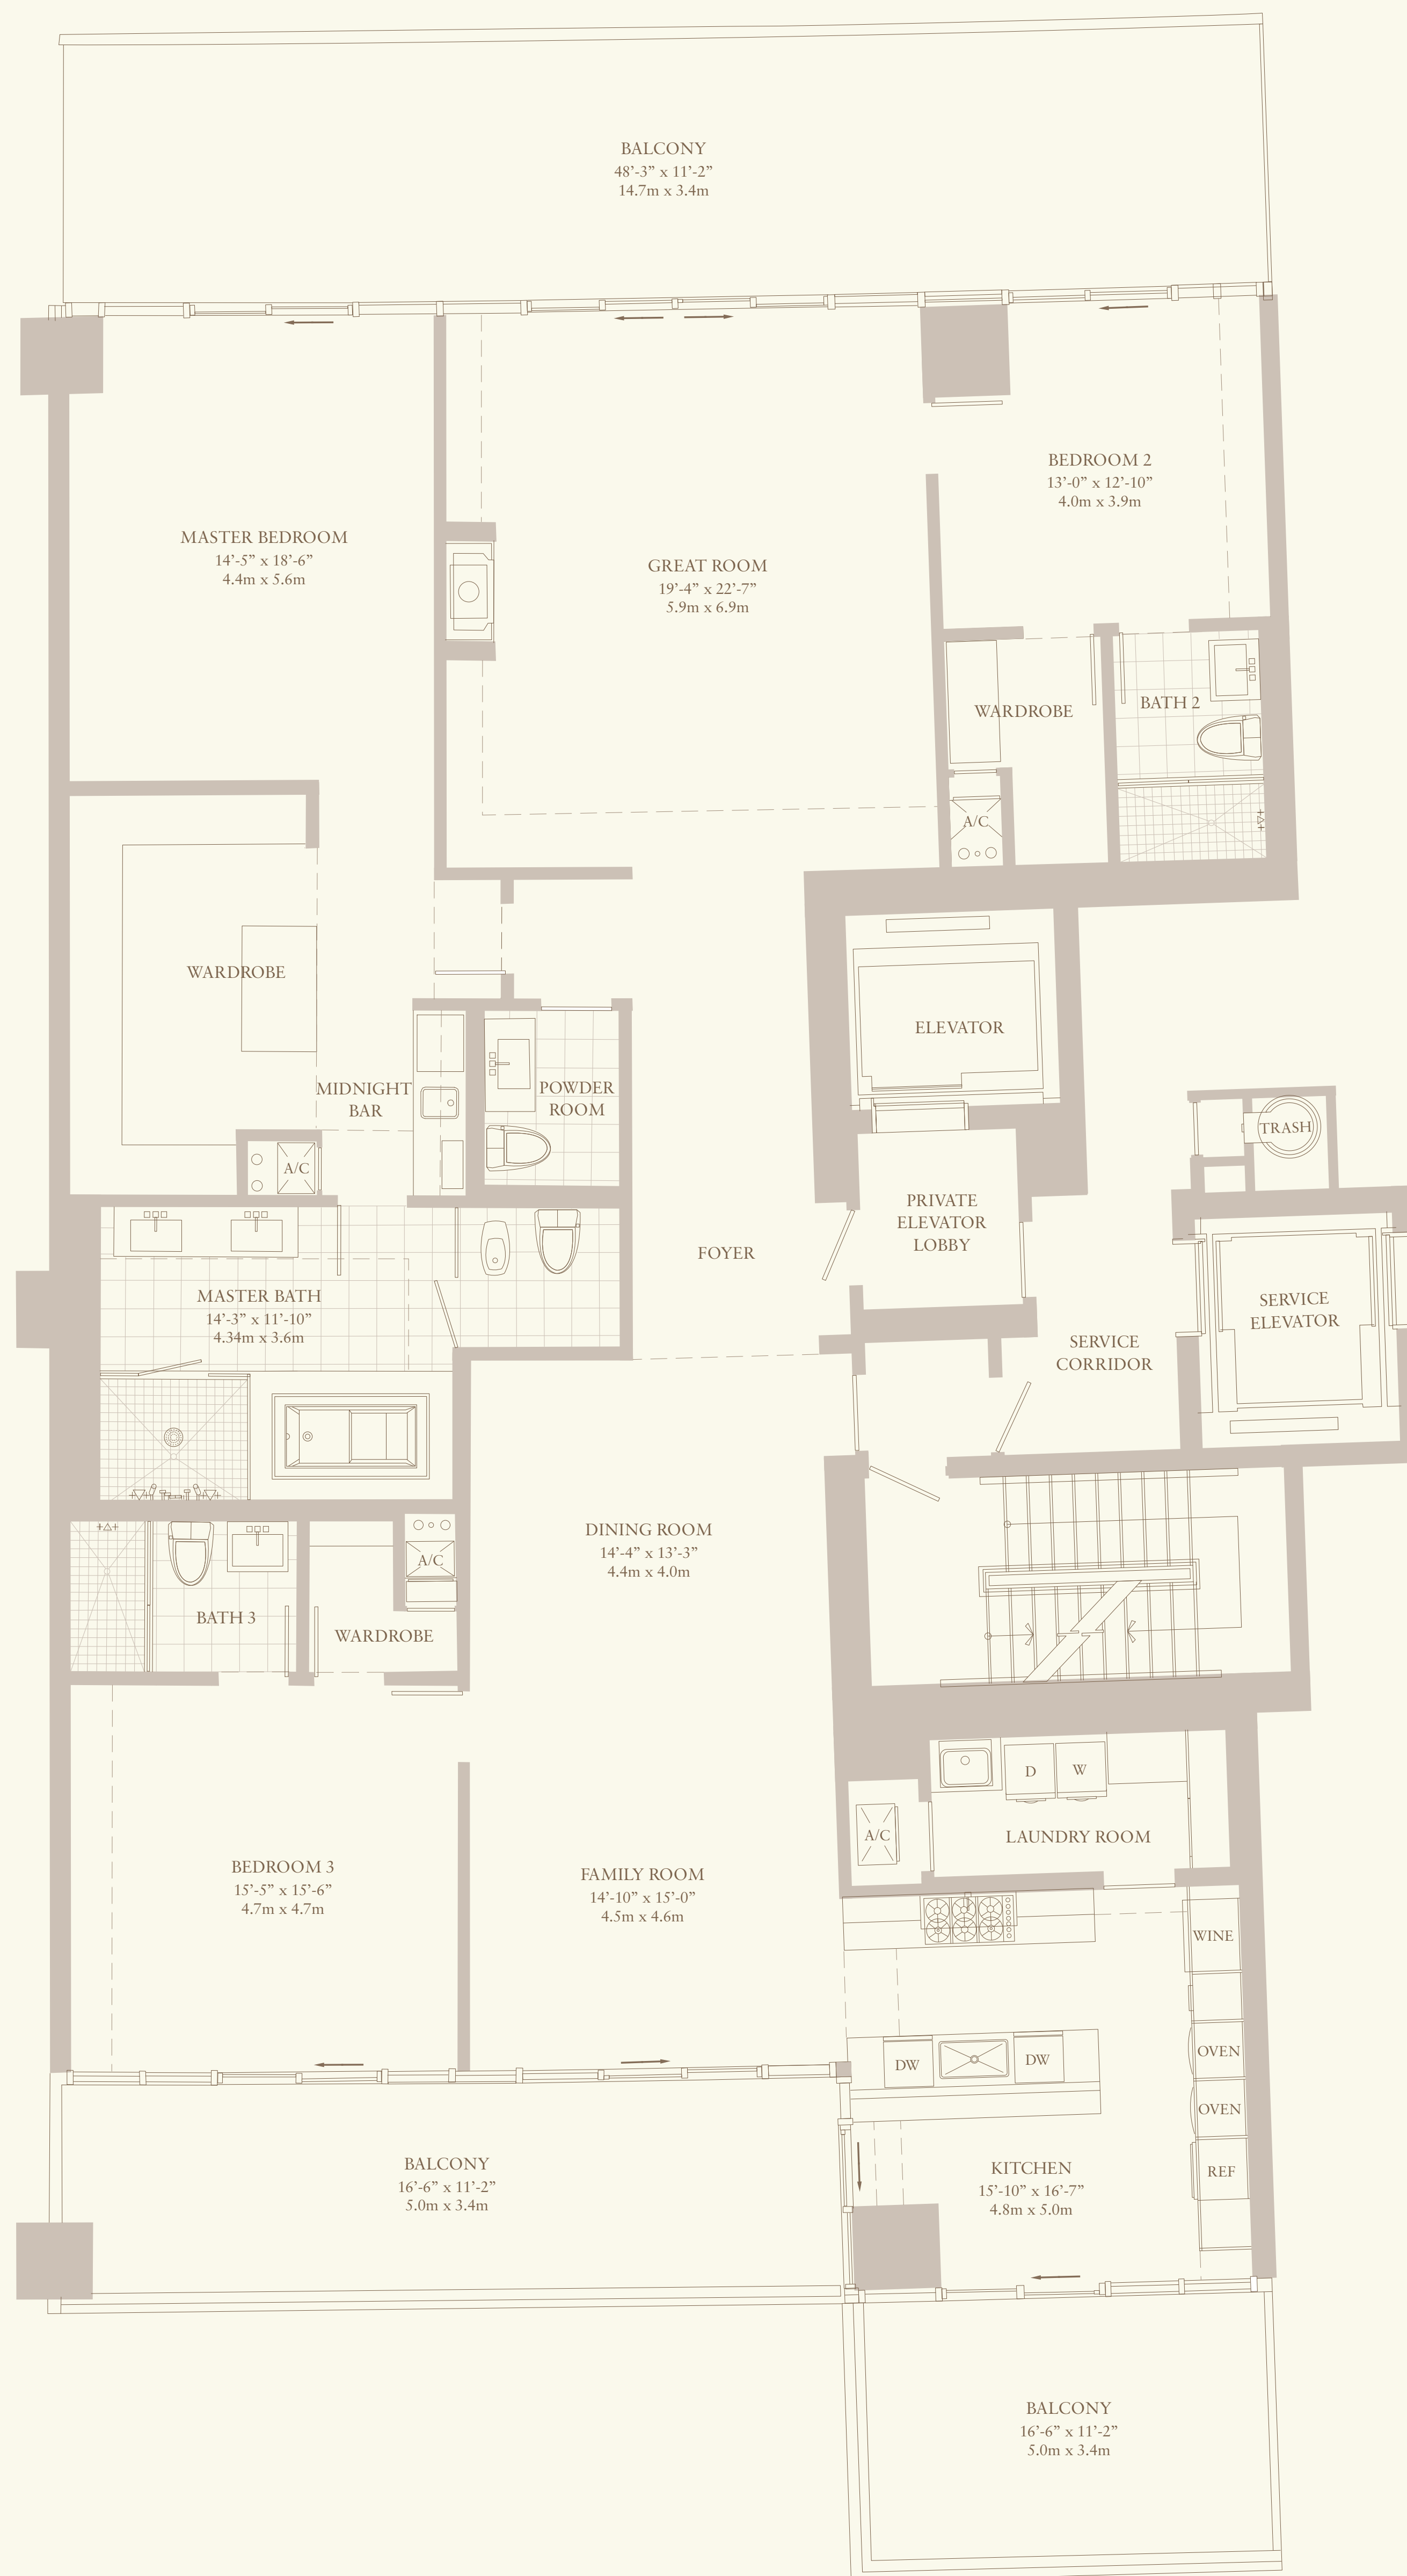 BALCONY
48’-3” x 11’-2”
14.7m x 3.4m
BEDROOM 2
13’-0” x 12’-10”
4.0m x 3.9m
MASTER BEDROOM
14’-5” x 18’-6”
4.4m x 5.6m
GREAT ROOM
19’-4” x 22’-7”
5.9m x 6.9m
WARDROBE
BATH 2
A/C
WARDROBE
ELEVATOR
MIDNIGHT
BAR
POWDER
ROOM
TRASH
A/C
PRIVATE
ELEVATOR
LOBBY
FOYER
MASTER BATH
14’-3” x 11’-10”
4.34m x 3.6m
SERVICE
ELEVATOR
SERVICE
CORRIDOR
DINING ROOM
14’-4” x 13’-3”
4.4m x 4.0m
A/C
BATH 3
WARDROBE
D
W
A/C
LAUNDRY ROOM
BEDROOM 3
15’-5” x 15’-6”
4.7m x 4.7m
FAMILY ROOM
14’-10” x 15’-0”
4.5m x 4.6m
WINE
DW
DW
OVEN
OVEN
REF
BALCONY
16’-6” x 11’-2”
5.0m x 3.4m
KITCHEN
15’-10” x 16’-7”
4.8m x 5.0m
BALCONY
16’-6” x 11’-2”
5.0m x 3.4m